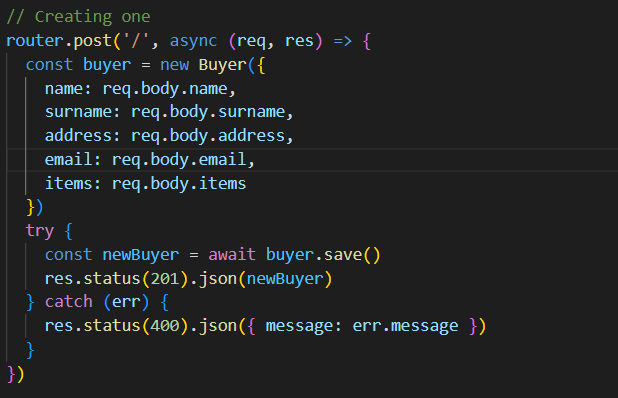 // Creating one
router.post('/', async (req, res) => {
  const buyer = new Buyer({
    name: req.body.name,
    surname: req.body.surname,
    address: req.body.address,
    email: req.body.email,
    items: req.body.items
  })
  try {
    const newBuyer = await buyer.save()
    res.status(201).json(newBuyer)
  } catch (err) {
    res.status(400).json({ message: err.message })
  }
})